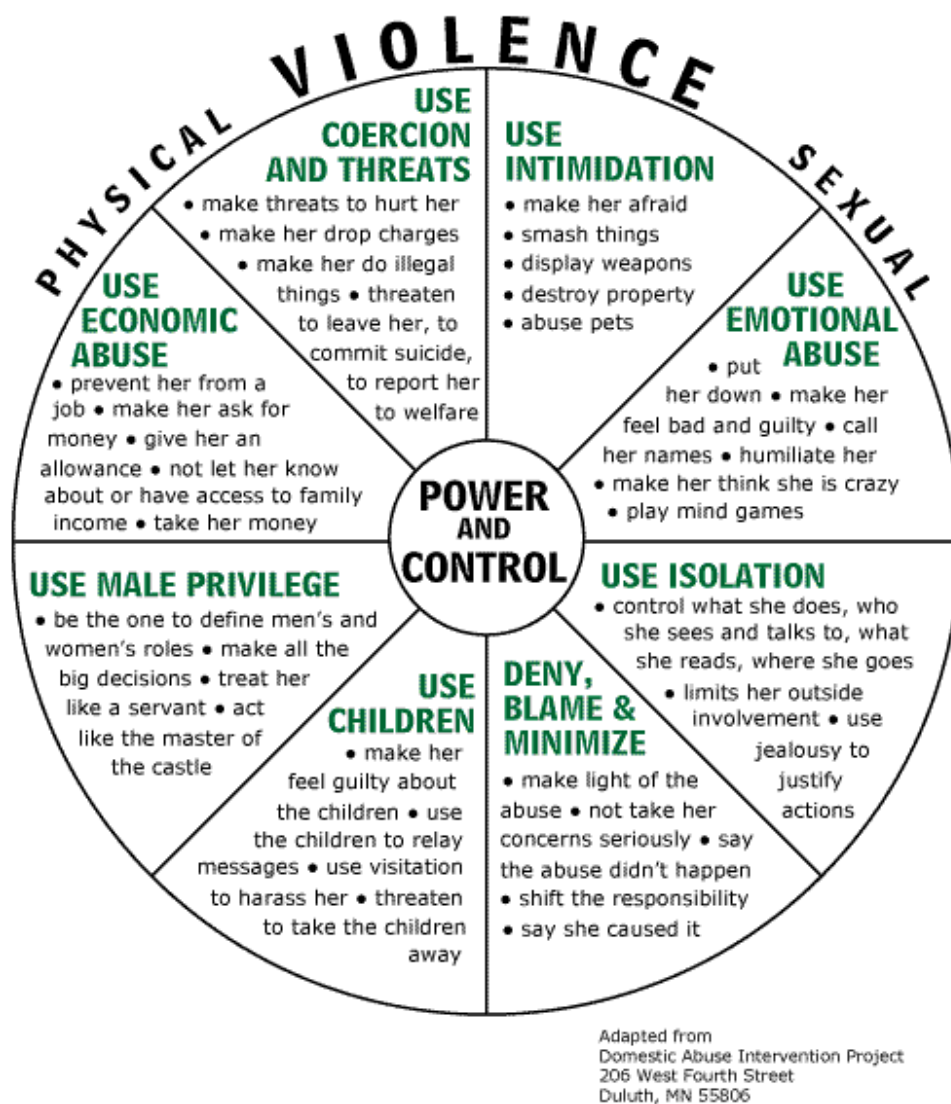 PHYSICAL VIOLENCE SEXUAL
USE
COERCION
AND THREATS
• make threats to hurt her
• make her drop charges
• make her do illegal
things • threaten
to leave her, to
commit suicide,
to report her
to welfare
USE
INTIMIDATION
• make her afraid
• smash things
• display weapons
• destroy property
• abuse pets
USE
EMOTIONAL
ABUSE
• put
her down • make her
feel bad and guilty • call
her names • humiliate her
• make her think she is crazy
• play mind games
USE ISOLATION
• control what she does, who
she sees and talks to, what
she reads, where she goes
• limits her outside
involvement • use
jealousy to
justify
actions
DENY,
BLAME &
MINIMIZE
• make light of the
abuse • not take her
concerns seriously • say
the abuse didn't happen
• shift the responsibility
• say she caused it
USE
CHILDREN
• make her
feel guilty about
the children • use
the children to relay
messages • use visitation
to harass her • threaten
to take the children
away
USE MALE PRIVILEGE
• be the one to define men's and
women's roles • make all the
big decisions • treat her
like a servant • act
like the master of
the castle
USE
ECONOMIC
ABUSE
• prevent her from a
job • make her ask for
money • give her an
allowance • not let her know
about or have access to family
income • take her money
POWER
AND
CONTROL
Adapted from
Domestic Abuse Intervention Project
206 West Fourth Street
Duluth, MN 55806